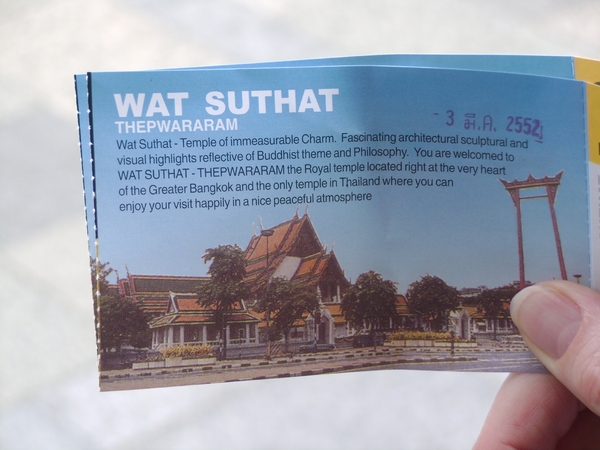 WAT SUTHAT
THEPWARARAM
- 3 มี.ค. 2552
Wat Suthat - Temple of immeasurable Charm. Fascinating architectural sculptural and
visual highlights reflective of Buddhist theme and Philosophy. You are welcomed to
WAT SUTHAT - THEPWARARAM the Royal temple located right at the very heart
of the Greater Bangkok and the only temple in Thailand where you can
enjoy your visit happily in a nice peaceful atmosphere